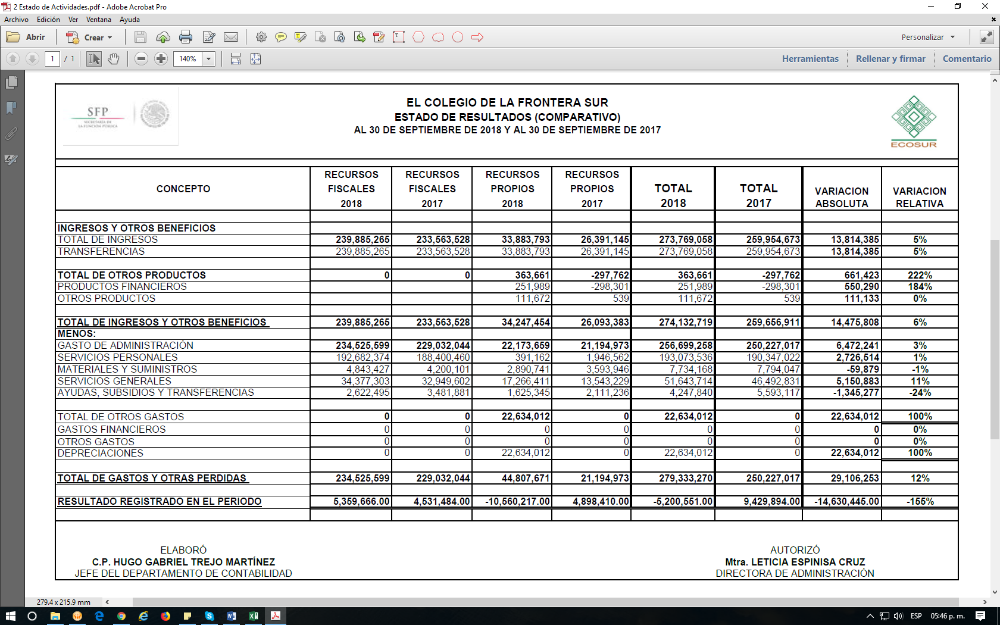 2 Estado de Actividades.pdf - Adobe Acrobat Pro
Archivo Edición Ver Ventana Ayuda
Abrir Crear Personalizar
1 / 1 140% Herramientas Rellenar y firmar Comentario
SFP
SECRETARÍA DE
LA FUNCIÓN PÚBLICA
EL COLEGIO DE LA FRONTERA SUR
ESTADO DE RESULTADOS (COMPARATIVO)
AL 30 DE SEPTIEMBRE DE 2018 Y AL 30 DE SEPTIEMBRE DE 2017
ECOSUR
CONCEPTO RECURSOS FISCALES 2018 RECURSOS FISCALES 2017 RECURSOS PROPIOS 2018 RECURSOS PROPIOS 2017 TOTAL 2018 TOTAL 2017 VARIACION ABSOLUTA VARIACION RELATIVA
INGRESOS Y OTROS BENEFICIOS
TOTAL DE INGRESOS 239,885,265 233,563,528 33,883,793 26,391,145 273,769,058 259,954,673 13,814,385 5%
TRANSFERENCIAS 239,885,265 233,563,528 33,883,793 26,391,145 273,769,058 259,954,673 13,814,385 5%
TOTAL DE OTROS PRODUCTOS 0 0 363,661 -297,762 363,661 -297,762 661,423 222%
PRODUCTOS FINANCIEROS 251,989 -298,301 251,989 -298,301 550,290 184%
OTROS PRODUCTOS 111,672 539 111,672 539 111,133 0%
TOTAL DE INGRESOS Y OTROS BENEFICIOS 239,885,265 233,563,528 34,247,454 26,093,383 274,132,719 259,656,911 14,475,808 6%
MENOS:
GASTO DE ADMINISTRACIÓN 234,525,599 229,032,044 22,173,659 21,194,973 256,699,258 250,227,017 6,472,241 3%
SERVICIOS PERSONALES 192,682,374 188,400,460 391,162 1,946,562 193,073,536 190,347,022 2,726,514 1%
MATERIALES Y SUMINISTROS 4,843,427 4,200,101 2,890,741 3,593,946 7,734,168 7,794,047 -59,879 -1%
SERVICIOS GENERALES 34,377,303 32,949,602 17,266,411 13,543,229 51,643,714 46,492,831 5,150,883 11%
AYUDAS, SUBSIDIOS Y TRANSFERENCIAS 2,622,495 3,481,881 1,625,345 2,111,236 4,247,840 5,593,117 -1,345,277 -24%
TOTAL DE OTROS GASTOS 0 0 22,634,012 0 22,634,012 0 22,634,012 100%
GASTOS FINANCIEROS 0 0 0 0 0 0 0 0%
OTROS GASTOS 0 0 0 0 0 0 0 0%
DEPRECIACIONES 0 0 22,634,012 0 22,634,012 0 22,634,012 100%
TOTAL DE GASTOS Y OTRAS PERDIDAS 234,525,599 229,032,044 44,807,671 21,194,973 279,333,270 250,227,017 29,106,253 12%
RESULTADO REGISTRADO EN EL PERIODO 5,359,666.00 4,531,484.00 -10,560,217.00 4,898,410.00 -5,200,551.00 9,429,894.00 -14,630,445.00 -155%
ELABORÓ
C.P. HUGO GABRIEL TREJO MARTÍNEZ
JEFE DEL DEPARTAMENTO DE CONTABILIDAD
AUTORIZÓ
Mtra. LETICIA ESPINISA CRUZ
DIRECTORA DE ADMINISTRACIÓN
279.4 x 215.9 mm
ESP 05:46 p. m.